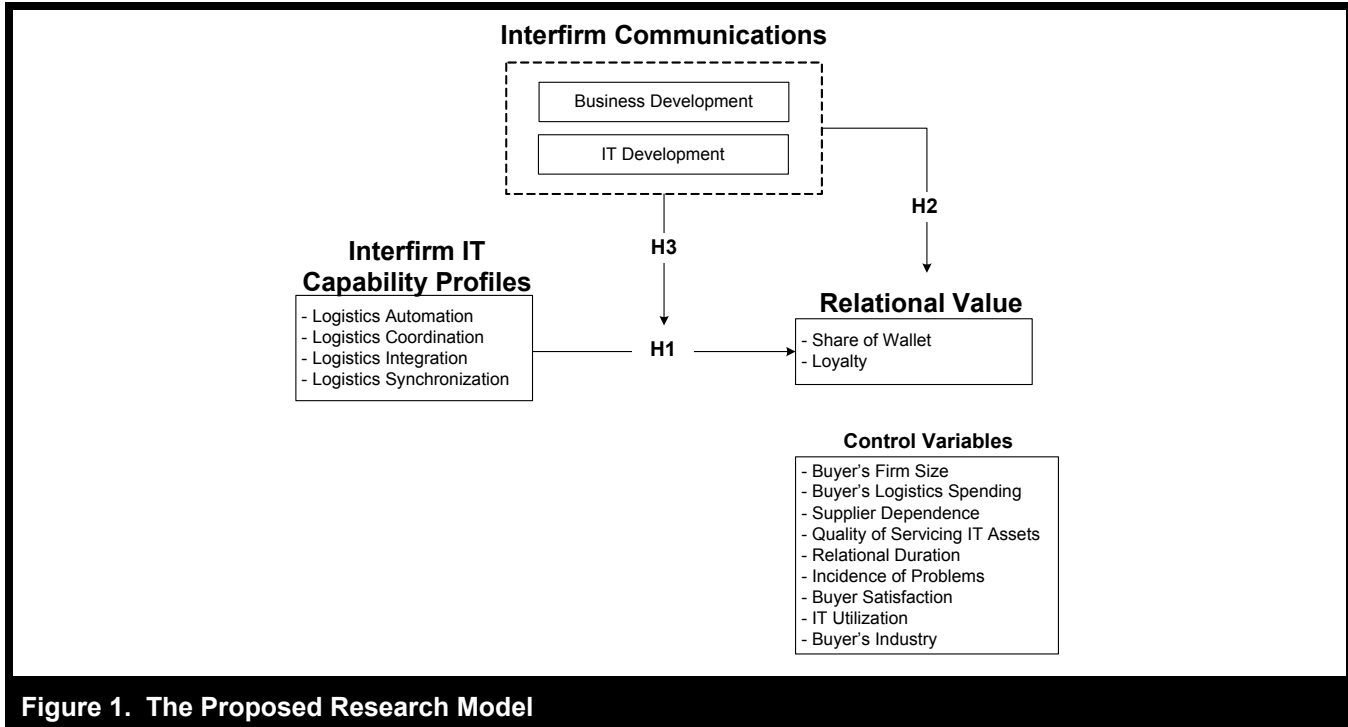 Interfirm Communications
Business Development
IT Development
H2
H3
Interfirm IT
Capability Profiles
- Logistics Automation
- Logistics Coordination
- Logistics Integration
- Logistics Synchronization
H1
Relational Value
- Share of Wallet
- Loyalty
Control Variables
- Buyer's Firm Size
- Buyer's Logistics Spending
- Supplier Dependence
- Quality of Servicing IT Assets
- Relational Duration
- Incidence of Problems
- Buyer Satisfaction
- IT Utilization
- Buyer's Industry
Figure 1. The Proposed Research Model